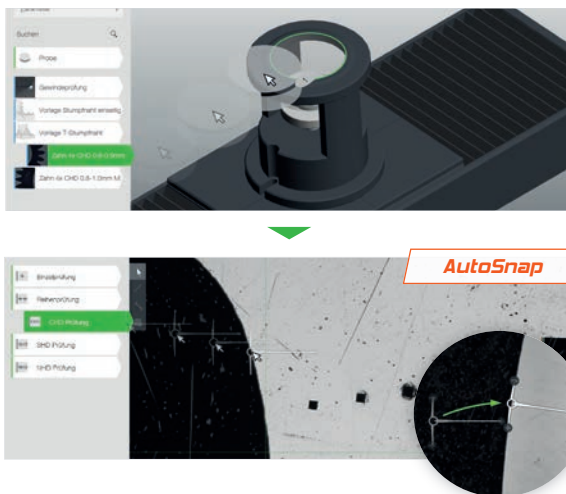 Suchen
Probe
Gewindeprüfung
Vorlage Stumpfnaht einseitig
Vorlage T-Stumpfnaht
Zahn 4x CHD 0.6-0.9mm
Zahn 6x CHD 0.6-1.0mm M
AutoSnap
Einzelprüfung
Reihenprüfung
CHD Prüfung
SHD Prüfung
NHD Prüfung